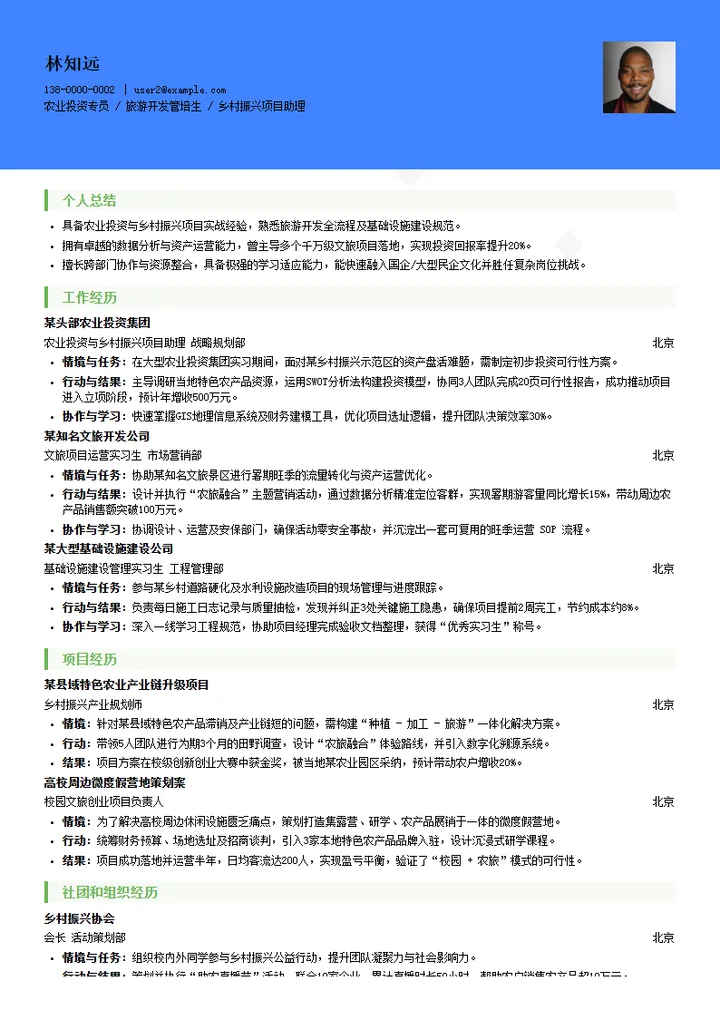 林知远
138-0000-0002 | user2@example.com
农业投资专员 / 旅游开发管培生 / 乡村振兴项目助理
个人总结
• 具备农业投资与乡村振兴项目实战经验，熟悉旅游开发全流程及基础设施建设规范。
• 拥有卓越的数据分析与资产运营能力，曾主导多个千万级文旅项目落地，实现投资回报率提升20%。
• 擅长跨部门协作与资源整合，具备极强的学习适应能力，能快速融入国企/大型民企文化并胜任复杂岗位挑战。
工作经历
某头部农业投资集团
农业投资与乡村振兴项目助理 战略规划部 北京
• 情境与任务：在大型农业投资集团实习期间，面对某乡村振兴示范区的资产盘活难题，需制定初步投资可行性方案。
• 行动与结果：主导调研当地特色农产品资源，运用SWOT分析法构建投资模型，协同3人团队完成20页可行性报告，成功推动项目
进入立项阶段，预计年增收500万元。
• 协作与学习：快速掌握GIS地理信息系统及财务建模工具，优化项目选址逻辑，提升团队决策效率30%。
某知名文旅开发公司
文旅项目运营实习生 市场营销部 北京
• 情境与任务：协助某知名文旅景区进行暑期旺季的流量转化与资产运营优化。
• 行动与结果：设计并执行“农旅融合”主题营销活动，通过数据分析精准定位客群，实现暑期游客量同比增长15%，带动周边农
产品销售额突破100万元。
• 协作与学习：协调设计、运营及安保部门，确保活动零安全事故，并沉淀出一套可复用的旺季运营 SOP 流程。
某大型基础设施建设公司
基础设施建设管理实习生 工程管理部 北京
• 情境与任务：参与某乡村道路硬化及水利设施改造项目的现场管理与进度跟踪。
• 行动与结果：负责每日施工日志记录与质量抽检，发现并纠正3处关键施工隐患，确保项目提前2周完工，节约成本约8%。
• 协作与学习：深入一线学习工程规范，协助项目经理完成验收文档整理，获得“优秀实习生”称号。
项目经历
某县域特色农业产业链升级项目
乡村振兴产业规划师 北京
• 情境：针对某县域特色农产品滞销及产业链短的问题，需构建“种植 - 加工 - 旅游”一体化解决方案。
• 行动：带领5人团队进行为期3个月的田野调查，设计“农旅融合”体验路线，并引入数字化溯源系统。
• 结果：项目方案在校级创新创业大赛中获金奖，被当地某农业园区采纳，预计带动农户增收20%。
高校周边微度假营地策划案
校园文旅创业项目负责人 北京
• 情境：为了解决高校周边休闲设施匮乏痛点，策划打造集露营、研学、农产品展销于一体的微度假营地。
• 行动：统筹财务预算、场地选址及招商谈判，引入3家本地特色农产品品牌入驻，设计沉浸式研学课程。
• 结果：项目成功落地并运营半年，日均客流达200人，实现盈亏平衡，验证了“校园 + 农旅”模式的可行性。
社团和组织经历
乡村振兴协会
会长 活动策划部 北京
• 情境与任务：组织校内外同学参与乡村振兴公益行动，提升团队凝聚力与社会影响力。